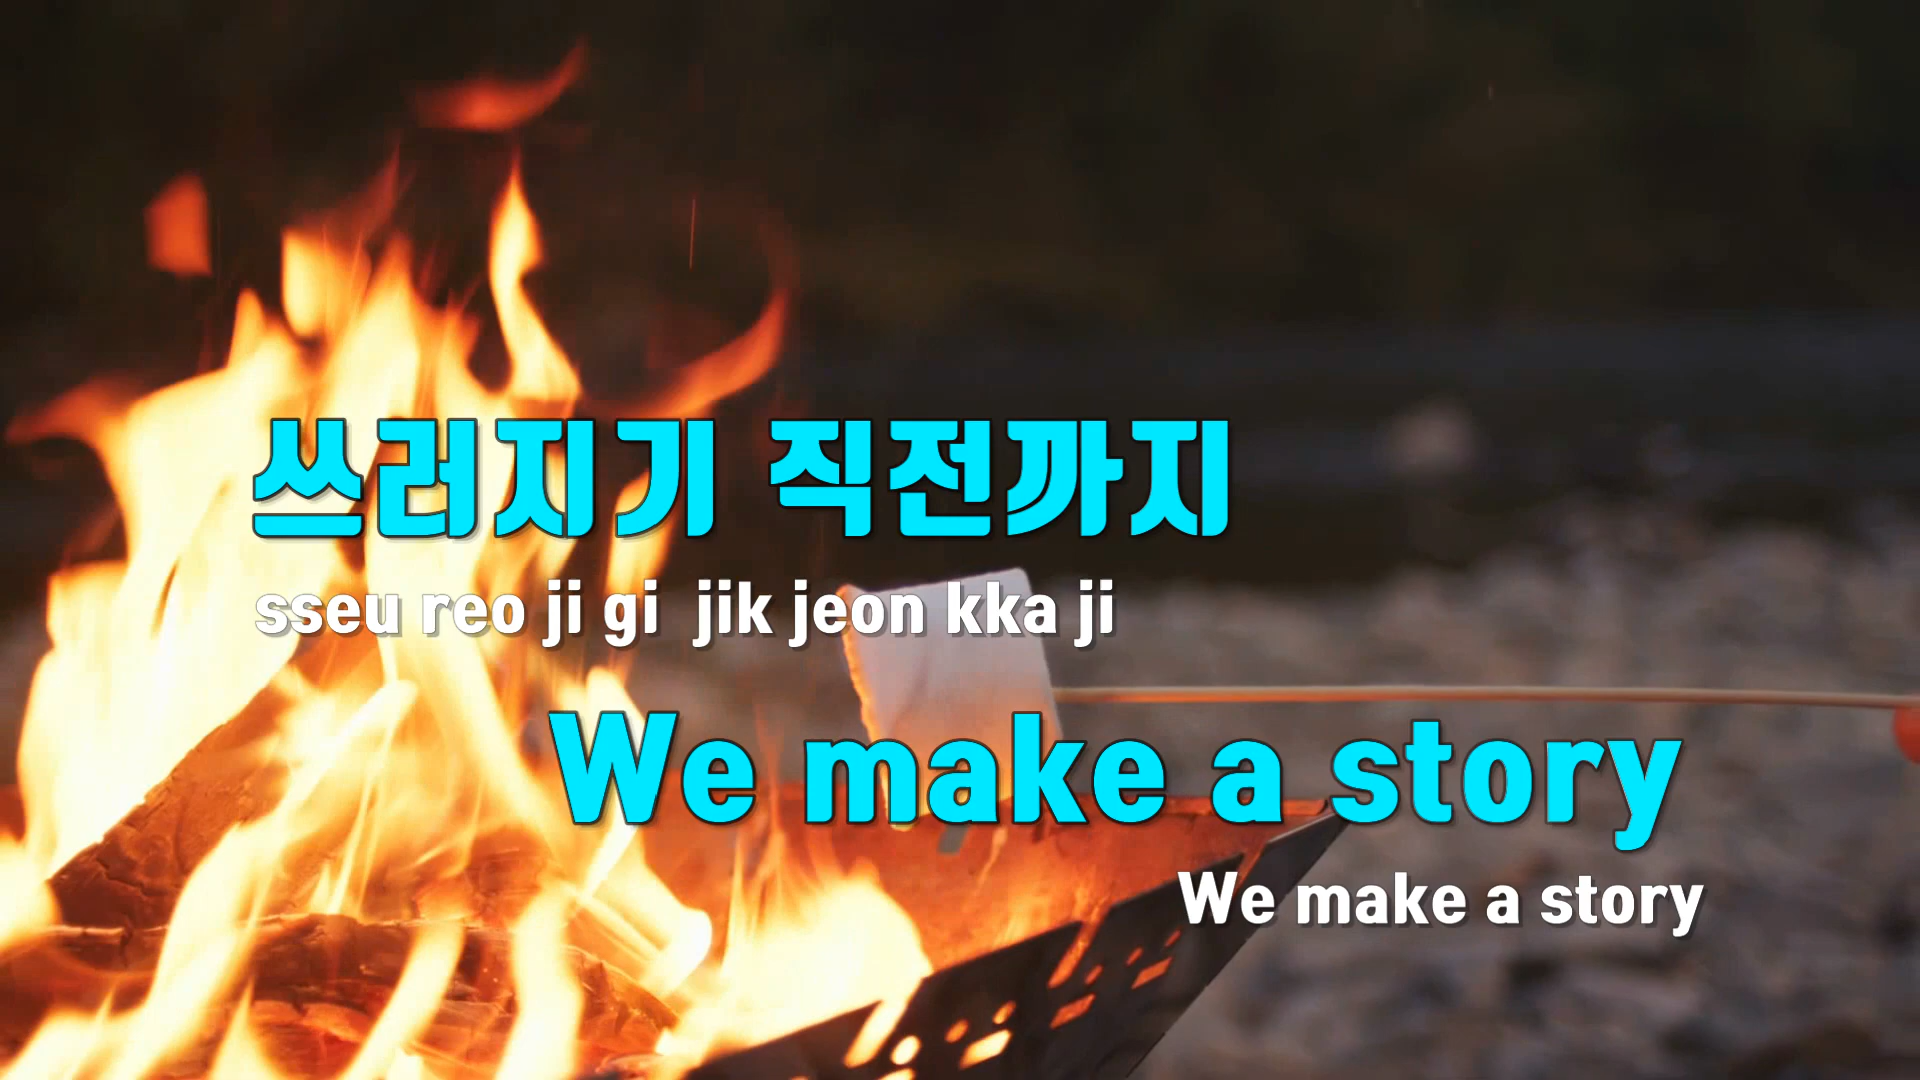 쓰러지기 직전까지
sseu reo ji gi  jik jeon kka ji
We make a story
We make a story